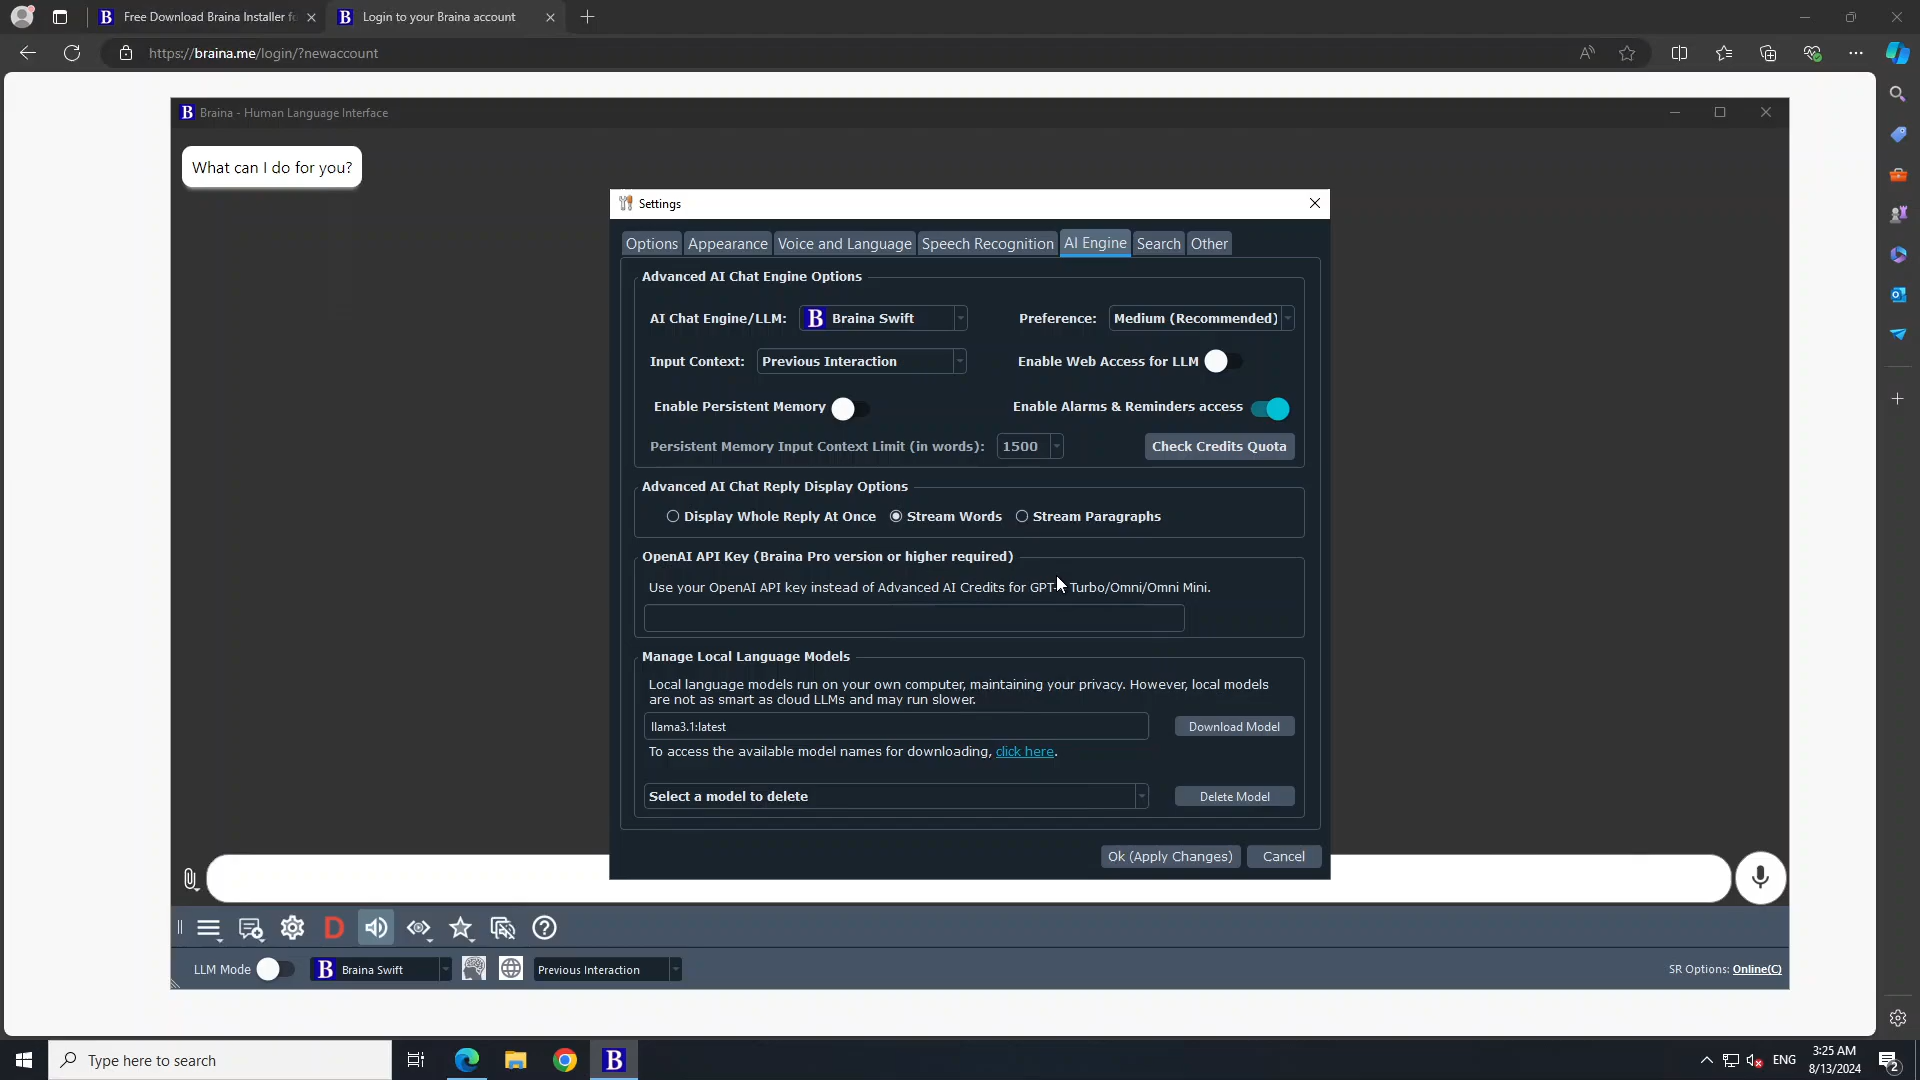 Free Download Braina Installer fo
Login to your Braina account
https://braina.me/login/?newaccount
B Braina - Human Language Interface
What can I do for you?
Settings
Options Appearance Voice and Language Speech Recognition AI Engine Search Other
Advanced AI Chat Engine Options
AI Chat Engine/LLM: B Braina Swift Preference: Medium (Recommended)
Input Context: Previous Interaction Enable Web Access for LLM
Enable Persistent Memory Enable Alarms & Reminders access
Persistent Memory Input Context Limit (in words): 1500 Check Credits Quota
Advanced AI Chat Reply Display Options
Display Whole Reply At Once Stream Words Stream Paragraphs
OpenAI API Key (Braina Pro version or higher required)
Use your OpenAI API key instead of Advanced AI Credits for GPT- Turbo/Omni/Omni Mini.
Manage Local Language Models
Local language models run on your own computer, maintaining your privacy. However, local models
are not as smart as cloud LLMs and may run slower.
llama3.1:latest Download Model
To access the available model names for downloading, click here.
Select a model to delete Delete Model
Ok (Apply Changes) Cancel
D
LLM Mode B Braina Swift Previous Interaction SR Options: Online(C)
Type here to search B ENG 3:25 AM
8/13/2024 2